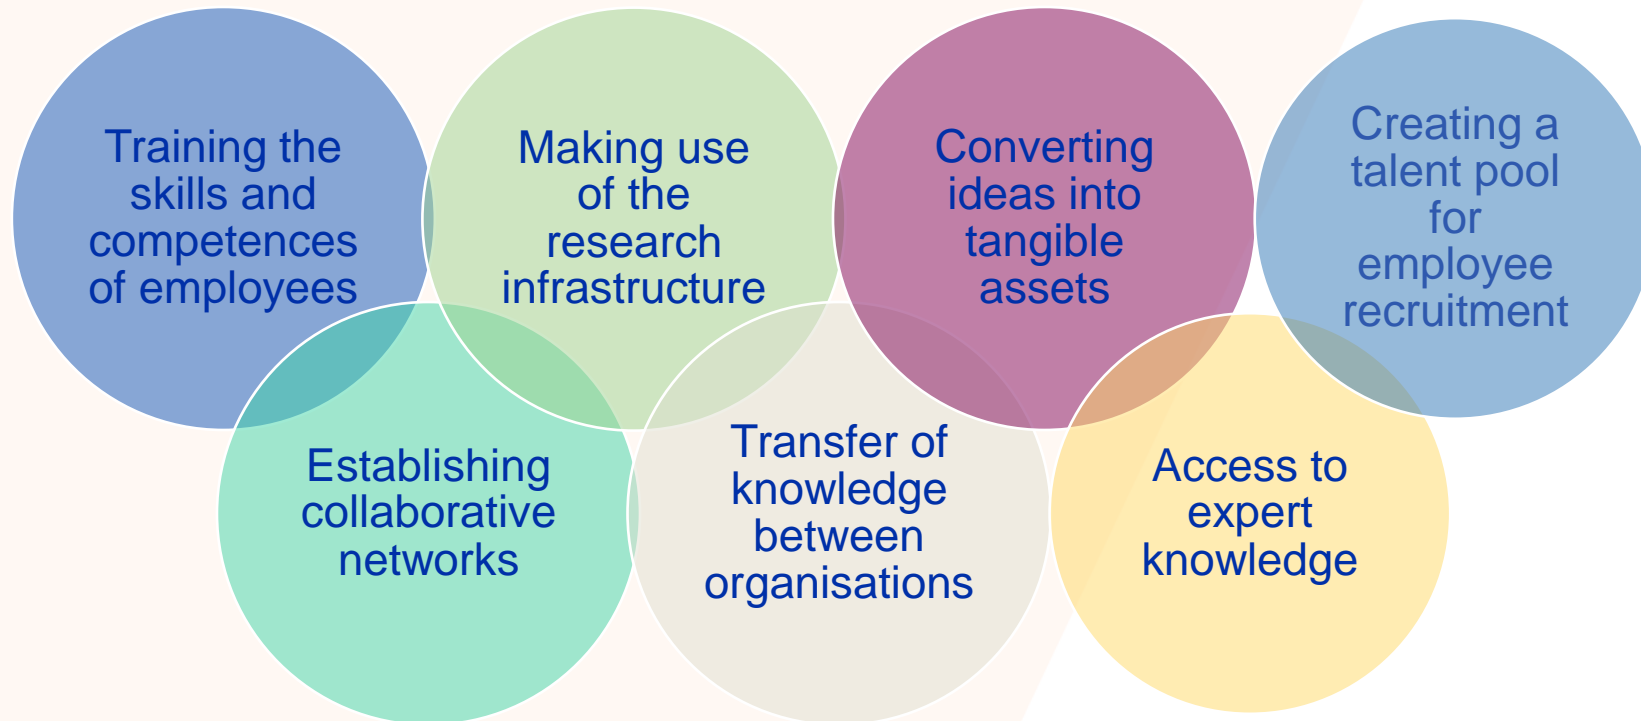 Training the
skills and
competences
of employees
Making use
of the
research
infrastructure
Converting
ideas into
tangible
assets
Creating a
talent pool
for
employee
recruitment
Establishing
collaborative
networks
Transfer of
knowledge
between
organisations
Access to
expert
knowledge